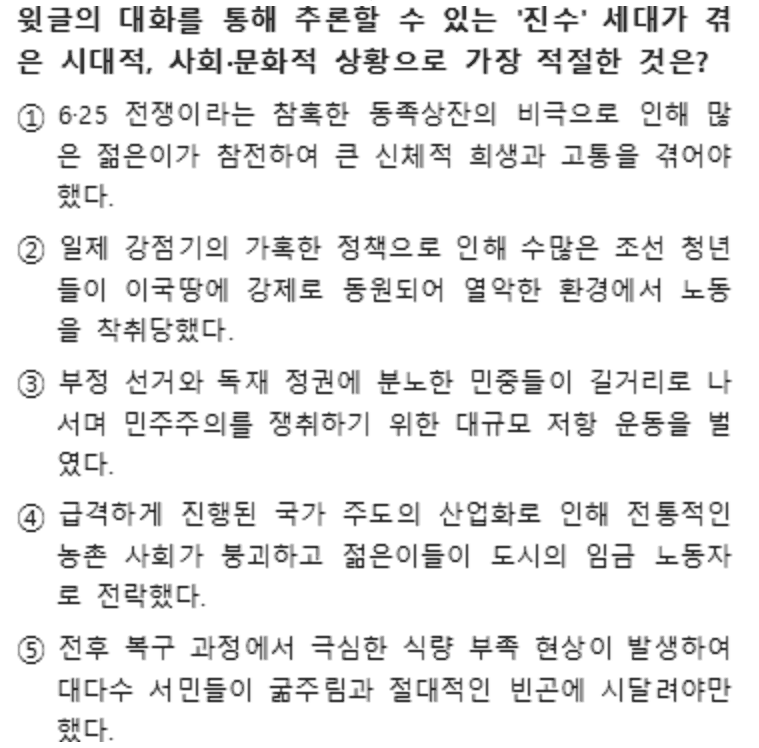 윗글의 대화를 통해 추론할 수 있는 '진수' 세대가 겪
은 시대적, 사회·문화적 상황으로 가장 적절한 것은?
① 6·25 전쟁이라는 참혹한 동족상잔의 비극으로 인해 많
은 젊은이가 참전하여 큰 신체적 희생과 고통을 겪어야
했다.
② 일제 강점기의 가혹한 정책으로 인해 수많은 조선 청년
들이 이국땅에 강제로 동원되어 열악한 환경에서 노동
을 착취당했다.
③ 부정 선거와 독재 정권에 분노한 민중들이 길거리로 나
서며 민주주의를 쟁취하기 위한 대규모 저항 운동을 벌
였다.
④ 급격하게 진행된 국가 주도의 산업화로 인해 전통적인
농촌 사회가 붕괴하고 젊은이들이 도시의 임금 노동자
로 전락했다.
⑤ 전후 복구 과정에서 극심한 식량 부족 현상이 발생하여
대다수 서민들이 굶주림과 절대적인 빈곤에 시달려야만
했다.